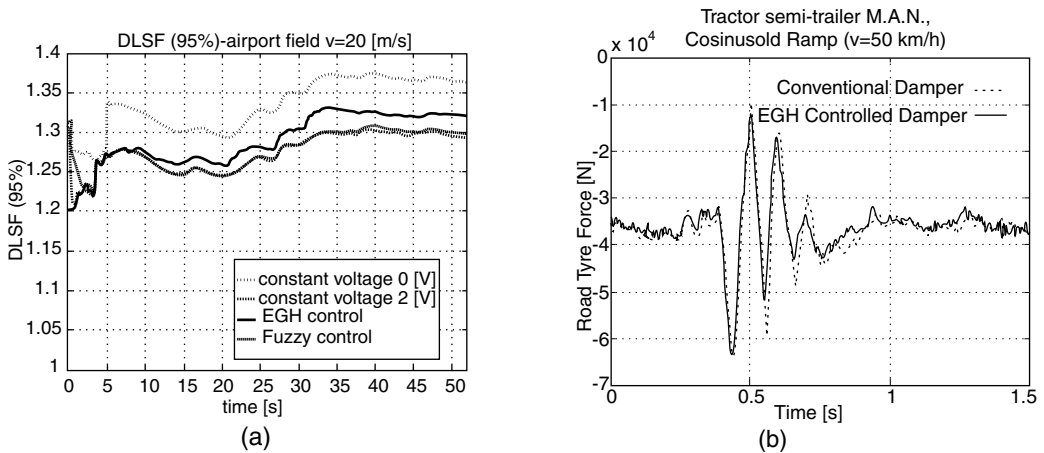 DLSF (95%)-airport field v=20 [m/s]
1.4
1.35
1.3
1.25
1.2
1.15
1.1
1.05
1
DLSF (95%)
constant voltage 0 [V]
constant voltage 2 [V]
EGH control
Fuzzy control
0 5 10 15 20 25 30 35 40 45 50
time [s]
(a)
Tractor semi-trailer M.A.N.,
Cosinusold Ramp (v=50 km/h)
x 10⁴
0
-1
-2
-3
-4
-5
-6
-7
Road Tyre Force [N]
Conventional Damper
EGH Controlled Damper
0 0.5 1 1.5
Time [s]
(b)